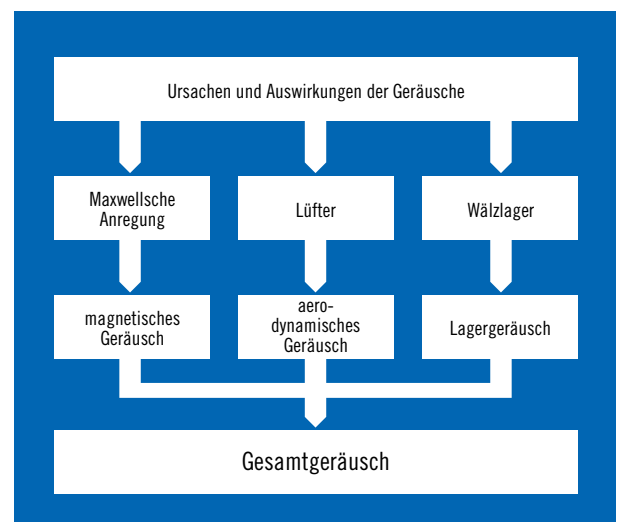 Ursachen und Auswirkungen der Geräusche
Maxwellsche
Anregung
Lüfter
Wälzlager
magnetisches
Geräusch
aero-
dynamisches
Geräusch
Lagergeräusch
Gesamtgeräusch